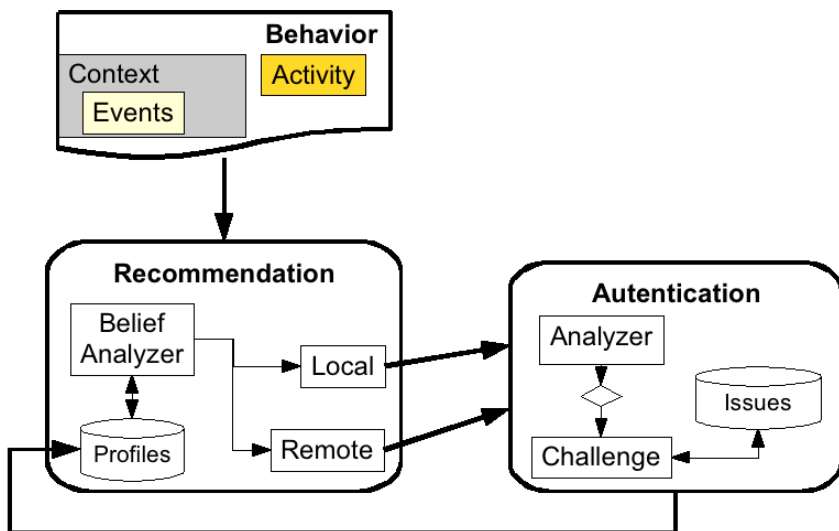 Behavior
Context
Activity
Events
Recommendation
Belief
Analyzer
Local
Profiles
Remote
Autentication
Analyzer
Issues
Challenge